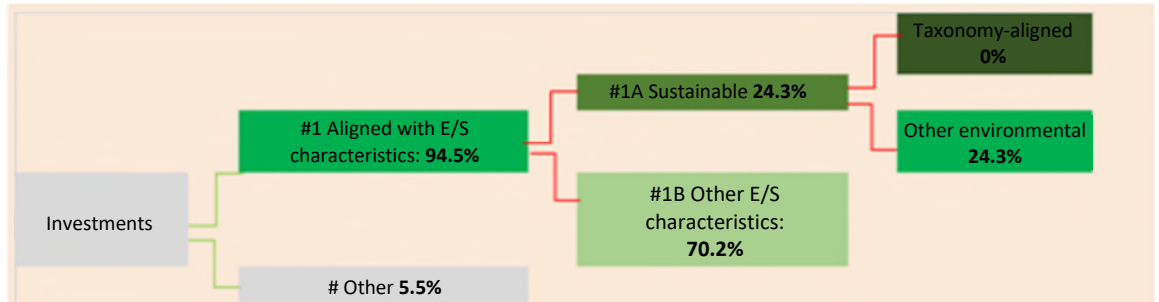 Taxonomy-aligned
0%
#1A Sustainable 24.3%
#1 Aligned with E/S
characteristics: 94.5%
Other environmental
24.3%
#1B Other E/S
characteristics:
70.2%
Investments
# Other 5.5%